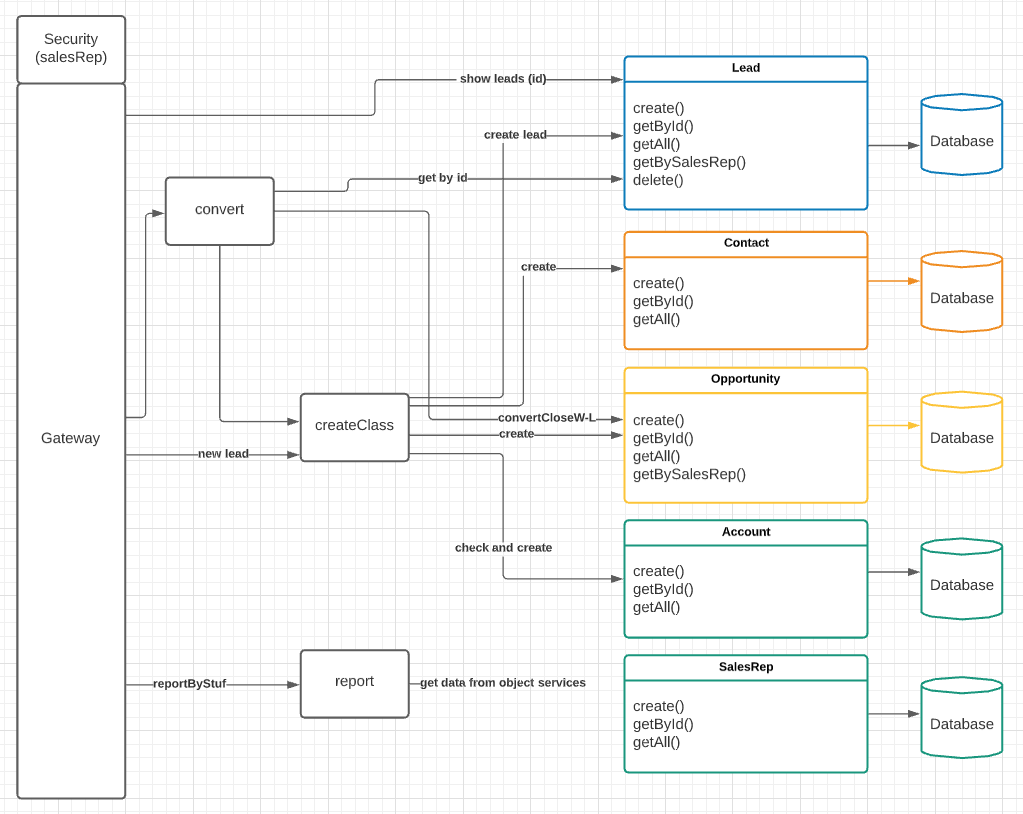 Security
(salesRep)
Gateway
show leads (id)
create lead
get by id
convert
create
createClass
convertCloseW-L
create
new lead
check and create
reportByStuf
report
get data from object services
Lead
create()
getById()
getAll()
getBySalesRep()
delete()
Database
Contact
create()
getById()
getAll()
Database
Opportunity
create()
getById()
getAll()
getBySalesRep()
Database
Account
create()
getById()
getAll()
Database
SalesRep
create()
getById()
getAll()
Database